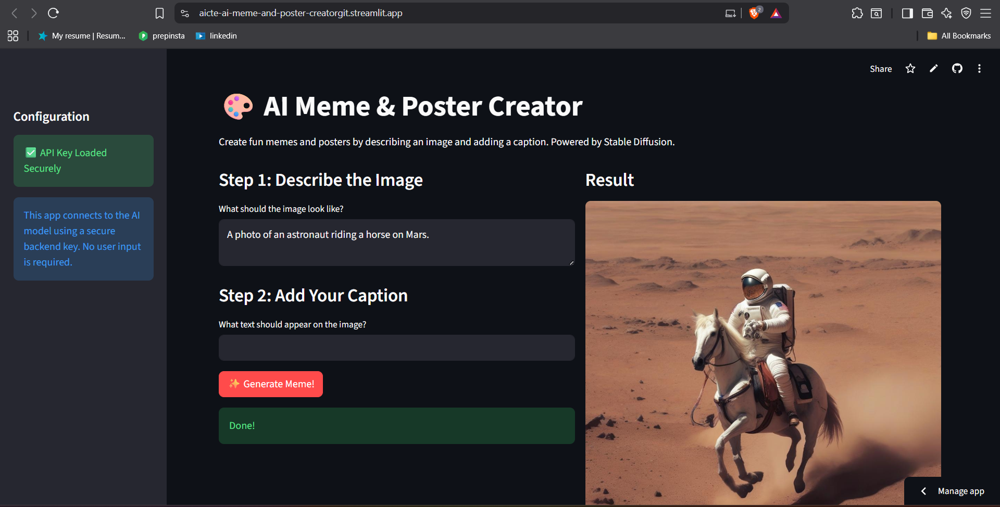 aicte-ai-meme-and-poster-creatorgit.streamlit.app
2
My resume | Resum...
prepinsta
linkedin
All Bookmarks
Share
Configuration
API Key Loaded
Securely
This app connects to the AI
model using a secure
backend key. No user input
is required.
AI Meme & Poster Creator
Create fun memes and posters by describing an image and adding a caption. Powered by Stable Diffusion.
Step 1: Describe the Image
What should the image look like?
A photo of an astronaut riding a horse on Mars.
Step 2: Add Your Caption
What text should appear on the image?
✨ Generate Meme!
Done!
Result
Manage app